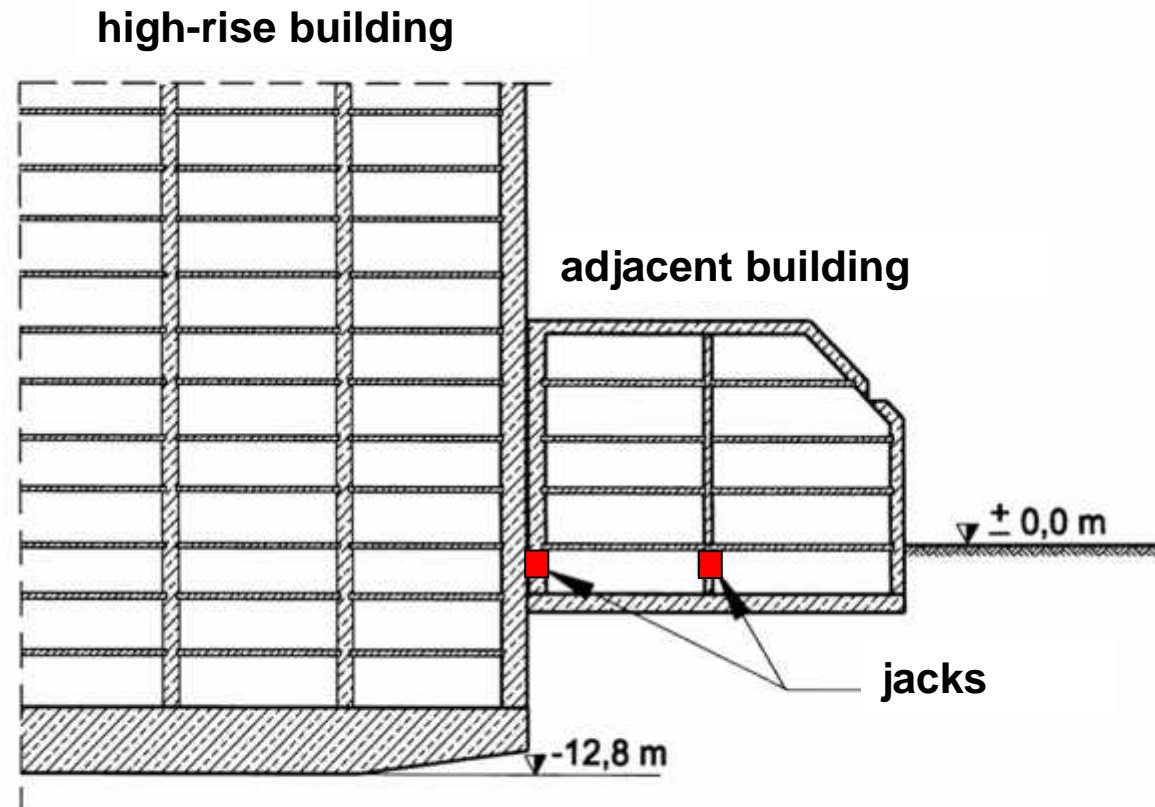 high-rise building
adjacent building
± 0,0 m
jacks
-12,8 m